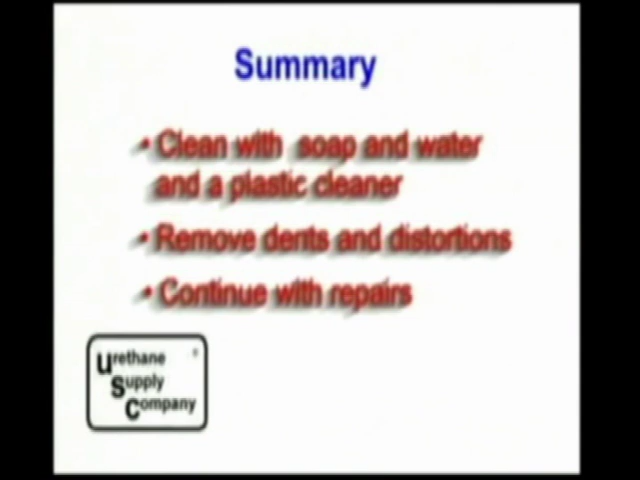 Summary
• Clean with soap and water
and a plastic cleaner
• Remove dents and distortions
• Continue with repairs
Urethane
Supply
Company